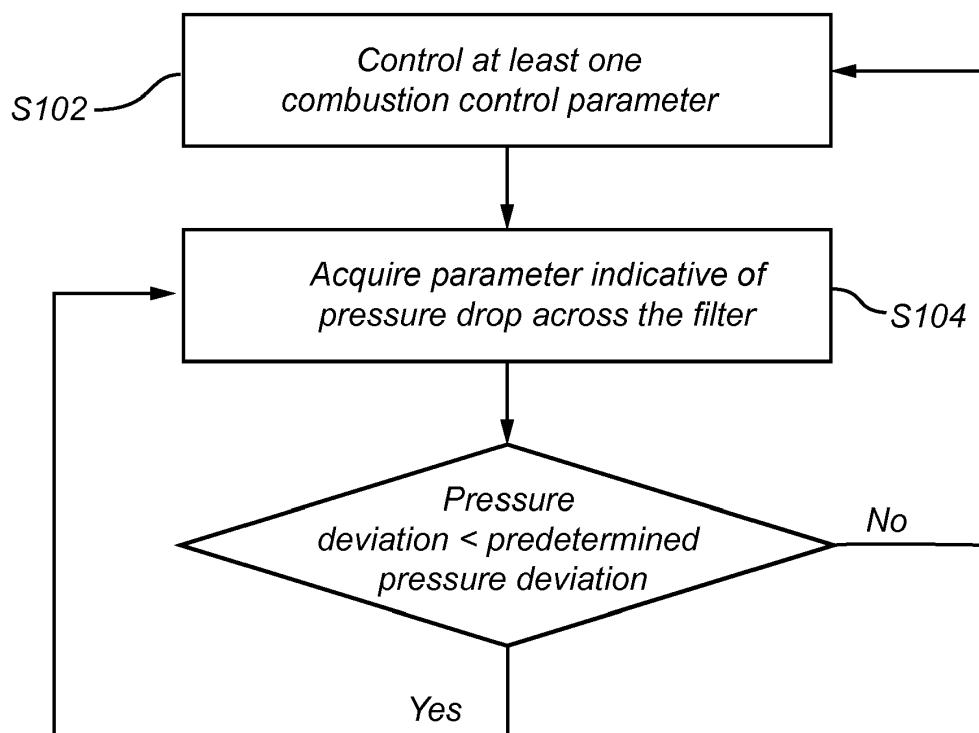 Control at least one
combustion control parameter
S102
Acquire parameter indicative of
pressure drop across the filter
S104
Pressure
deviation < predetermined
pressure deviation
No
Yes